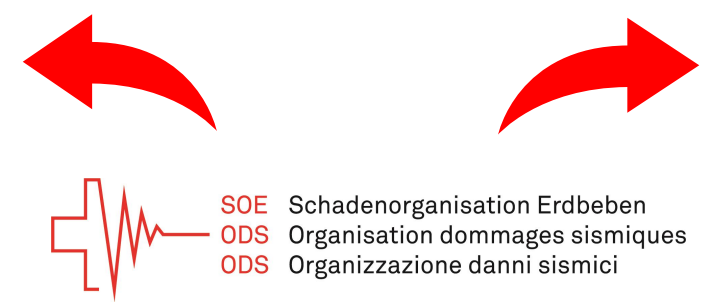 SOE Schadenorganisation Erdbeben
ODS Organisation dommages sismiques
ODS Organizzazione danni sismici